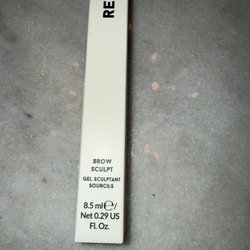 RE
BROW
SCULPT
GEL SCULPTANT
SOURCILS
8.5 ml ℮/
Net 0.29 US
Fl. Oz.